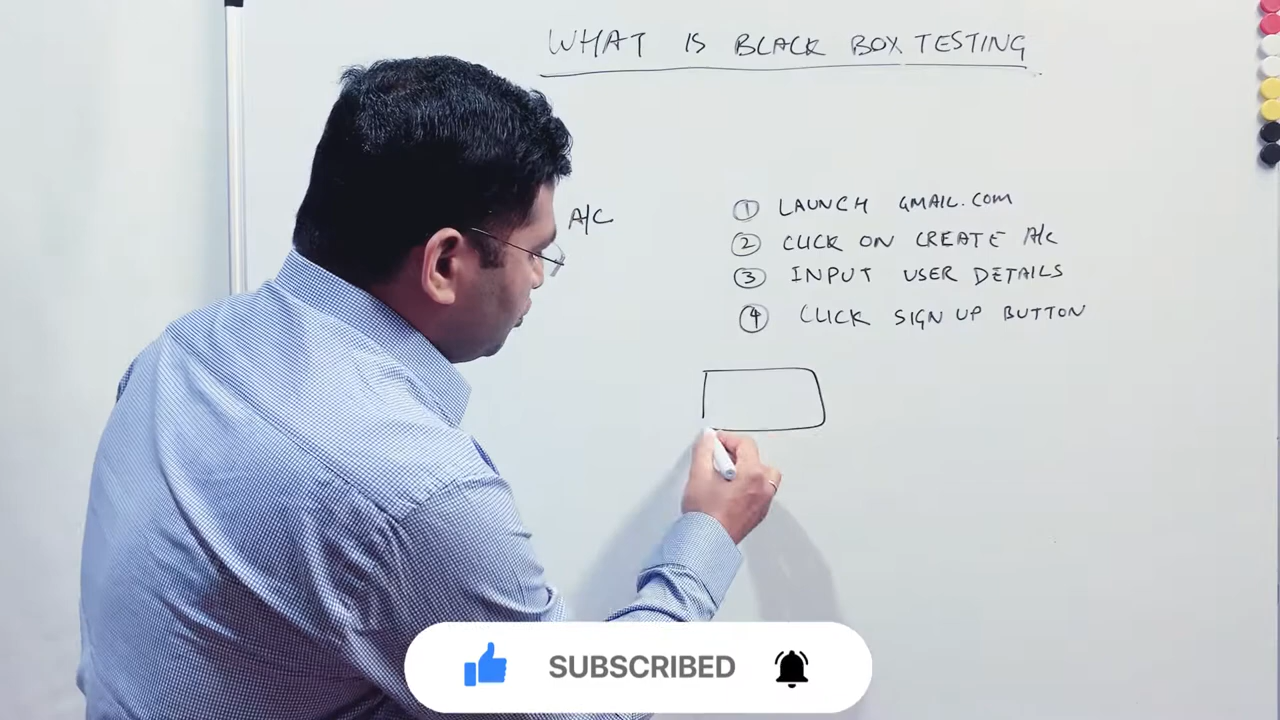 WHAT IS BLACK BOX TESTING
A/C
① LAUNCH GMAIL.COM
② CLICK ON CREATE A/c
③ INPUT USER DETAILS
④ CLICK SIGN UP BUTTON
SUBSCRIBED